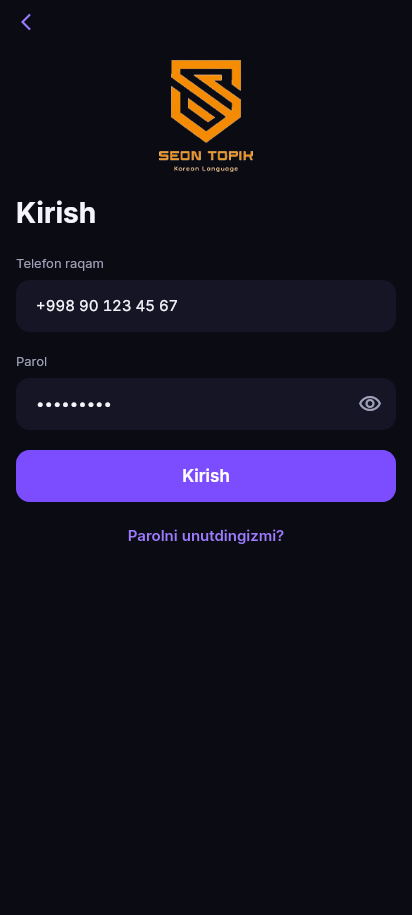 SEON TOPIK
Korean Language
Kirish
Telefon raqam
+998 90 123 45 67
Parol
•••••••••
Kirish
Parolni unutdingizmi?